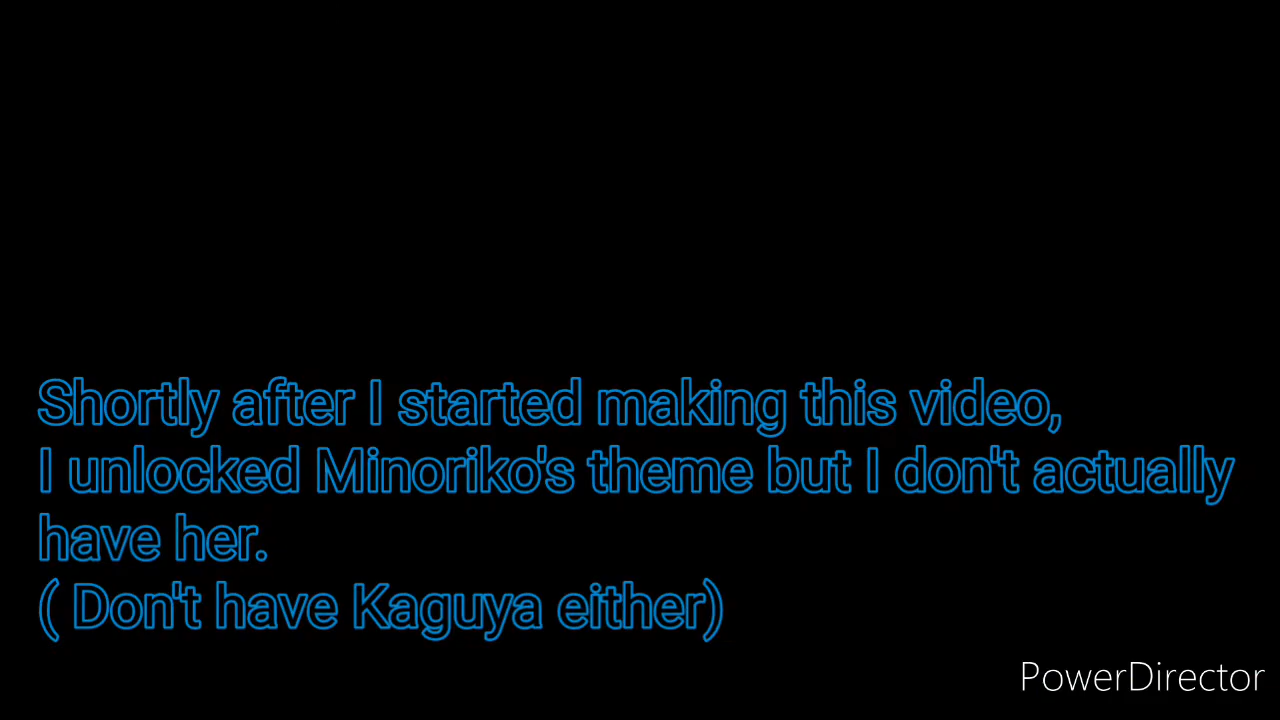 Shortly after I started making this video,
I unlocked Minoriko's theme but I don't actually
have her.
( Don't have Kaguya either)
PowerDirector